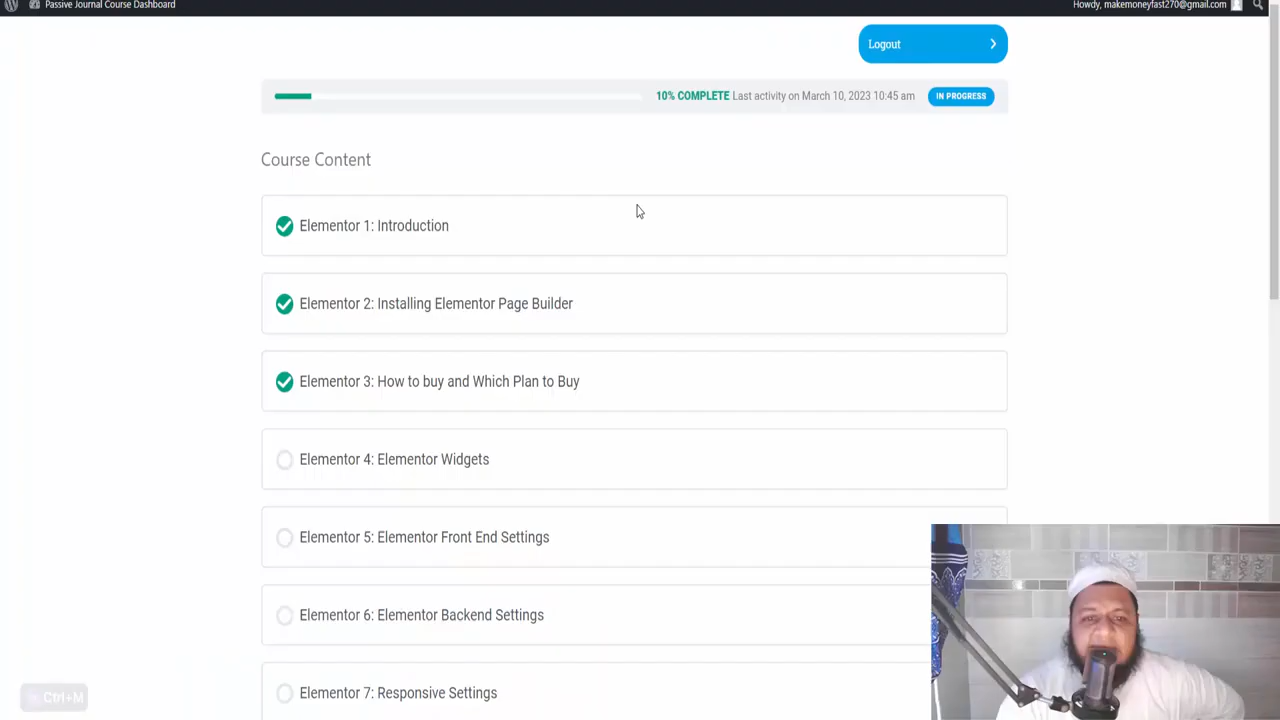 Passive Journal Course Dashboard
Howdy, makemoneyfast270@gmail.com
Logout
10% COMPLETE Last activity on March 10, 2023 10:45 am
IN PROGRESS
Course Content
Elementor 1: Introduction
Elementor 2: Installing Elementor Page Builder
Elementor 3: How to buy and Which Plan to Buy
Elementor 4: Elementor Widgets
Elementor 5: Elementor Front End Settings
Elementor 6: Elementor Backend Settings
Elementor 7: Responsive Settings
Ctrl+M